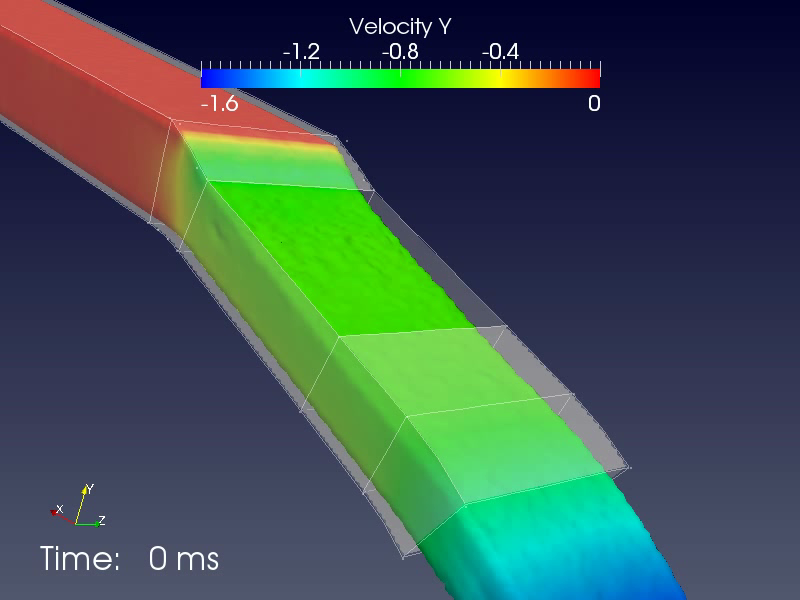 Velocity Y
-1.2 -0.8 -0.4
-1.6 0
Y
X
Z
Time: 0 ms